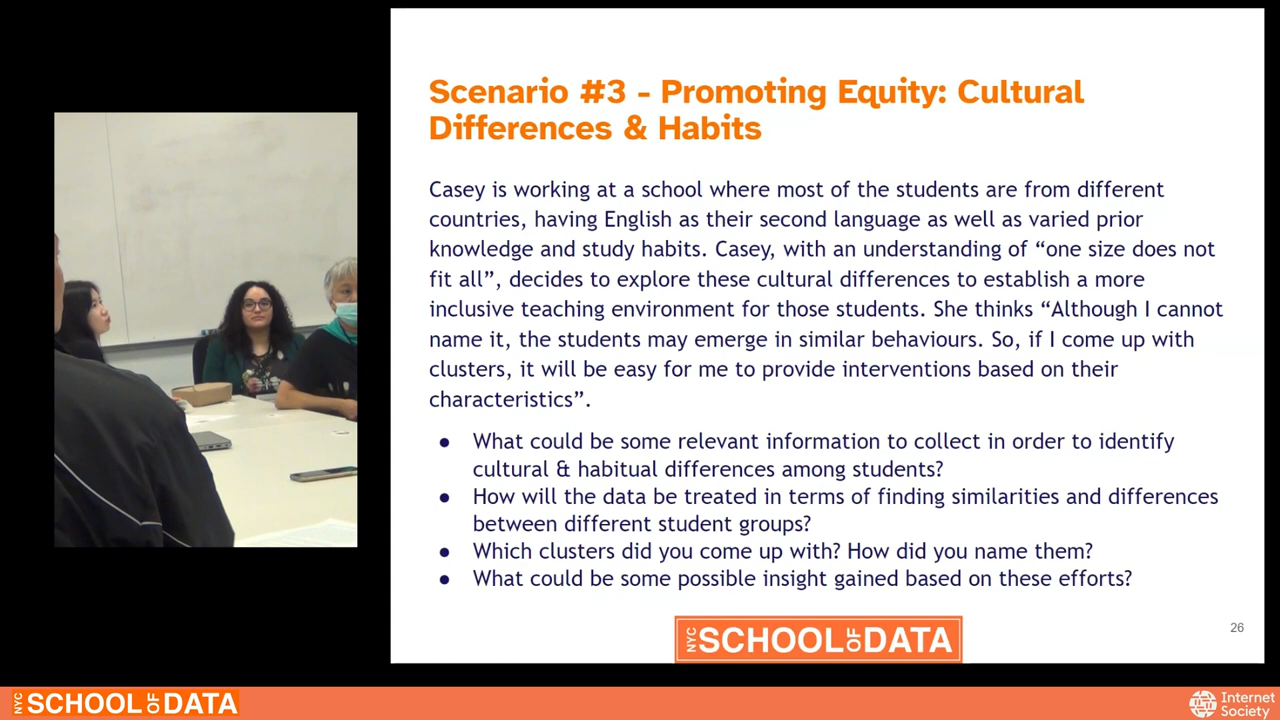 Scenario #3 - Promoting Equity: Cultural
Differences & Habits
Casey is working at a school where most of the students are from different
countries, having English as their second language as well as varied prior
knowledge and study habits. Casey, with an understanding of “one size does not
fit all”, decides to explore these cultural differences to establish a more
inclusive teaching environment for those students. She thinks “Although I cannot
name it, the students may emerge in similar behaviours. So, if I come up with
clusters, it will be easy for me to provide interventions based on their
characteristics”.
● What could be some relevant information to collect in order to identify
cultural & habitual differences among students?
● How will the data be treated in terms of finding similarities and differences
between different student groups?
● Which clusters did you come up with? How did you name them?
● What could be some possible insight gained based on these efforts?
26
NYC SCHOOL OF DATA
NYC SCHOOL OF DATA
Internet
Society